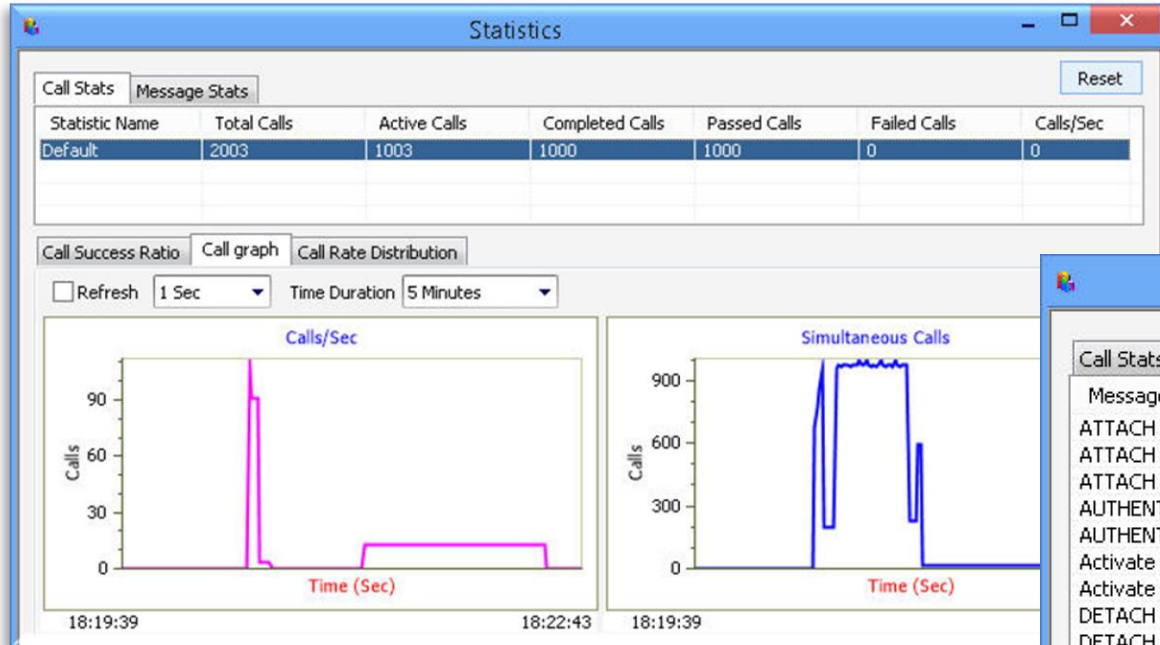 Statistics
Reset
Call Stats Message Stats
Statistic Name Total Calls Active Calls Completed Calls Passed Calls Failed Calls Calls/Sec
Default 2003 1003 1000 1000 0 0
Call Success Ratio Call graph Call Rate Distribution
Refresh 1 Sec Time Duration 5 Minutes
Calls/Sec
90
60
30
0
Calls
Time (Sec)
18:19:39 18:22:43
Simultaneous Calls
900
600
300
0
Calls
Time (Sec)
18:19:39
Call Stats
Message
ATTACH
ATTACH
ATTACH
AUTHENT
AUTHENT
Activate
Activate
DETACH
DETACH